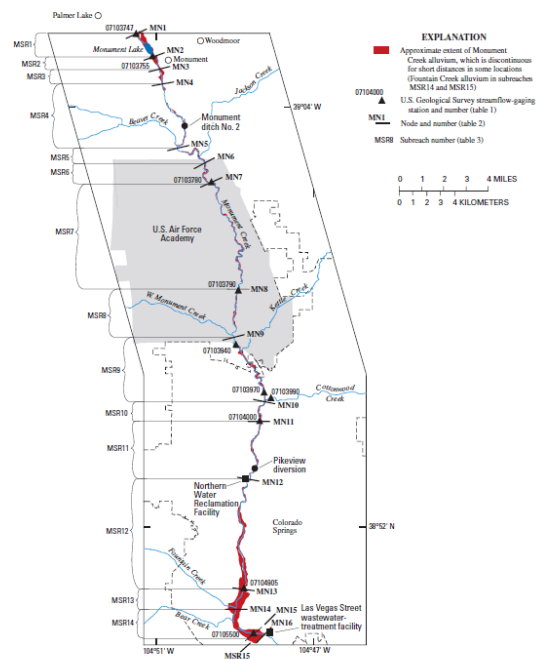 Palmer Lake
07103747
MN1
MSR1
Woodmoor
Monument Lake
MN2
Monument
MSR2
07103755
MN3
MSR3
MN4
Jackson Creek
39°04' W
MSR4
Beaver Creek
Monument
ditch No. 2
MN5
MSR5
MN6
MSR6
07103780
MN7
U.S. Air Force
Academy
Monument Creek
MSR7
07103790
MN8
W. Monument Creek
Kettle Creek
MSR8
MN9
07103940
MSR9
07103970
07103990
Cottonwood
Creek
MN10
MSR10
07104000
MN11
MSR11
Pikeview
diversion
MN12
Northern
Water
Reclamation
Facility
Colorado
Springs
38°52' N
MSR12
Fountain Creek
07104905
MN13
MSR13
MN14
MN15
Las Vegas Street
wastewater-
treatment facility
MN16
Bear Creek
MSR14
07105500
MSR15
104°51'
104°47'
EXPLANATION
Approximate extent of Monument
Creek alluvium, which is discontinuous
for short distances in some locations
(Fountain Creek alluvium in subreaches
MSR14 and MSR15)
07104000
U.S. Geological Survey streamflow-gaging
station and number (table 1)
MN1
Node and number (table 2)
MSR8
Subreach number (table 3)
0 1 2 3 4 MILES
0 1 2 3 4 KILOMETERS